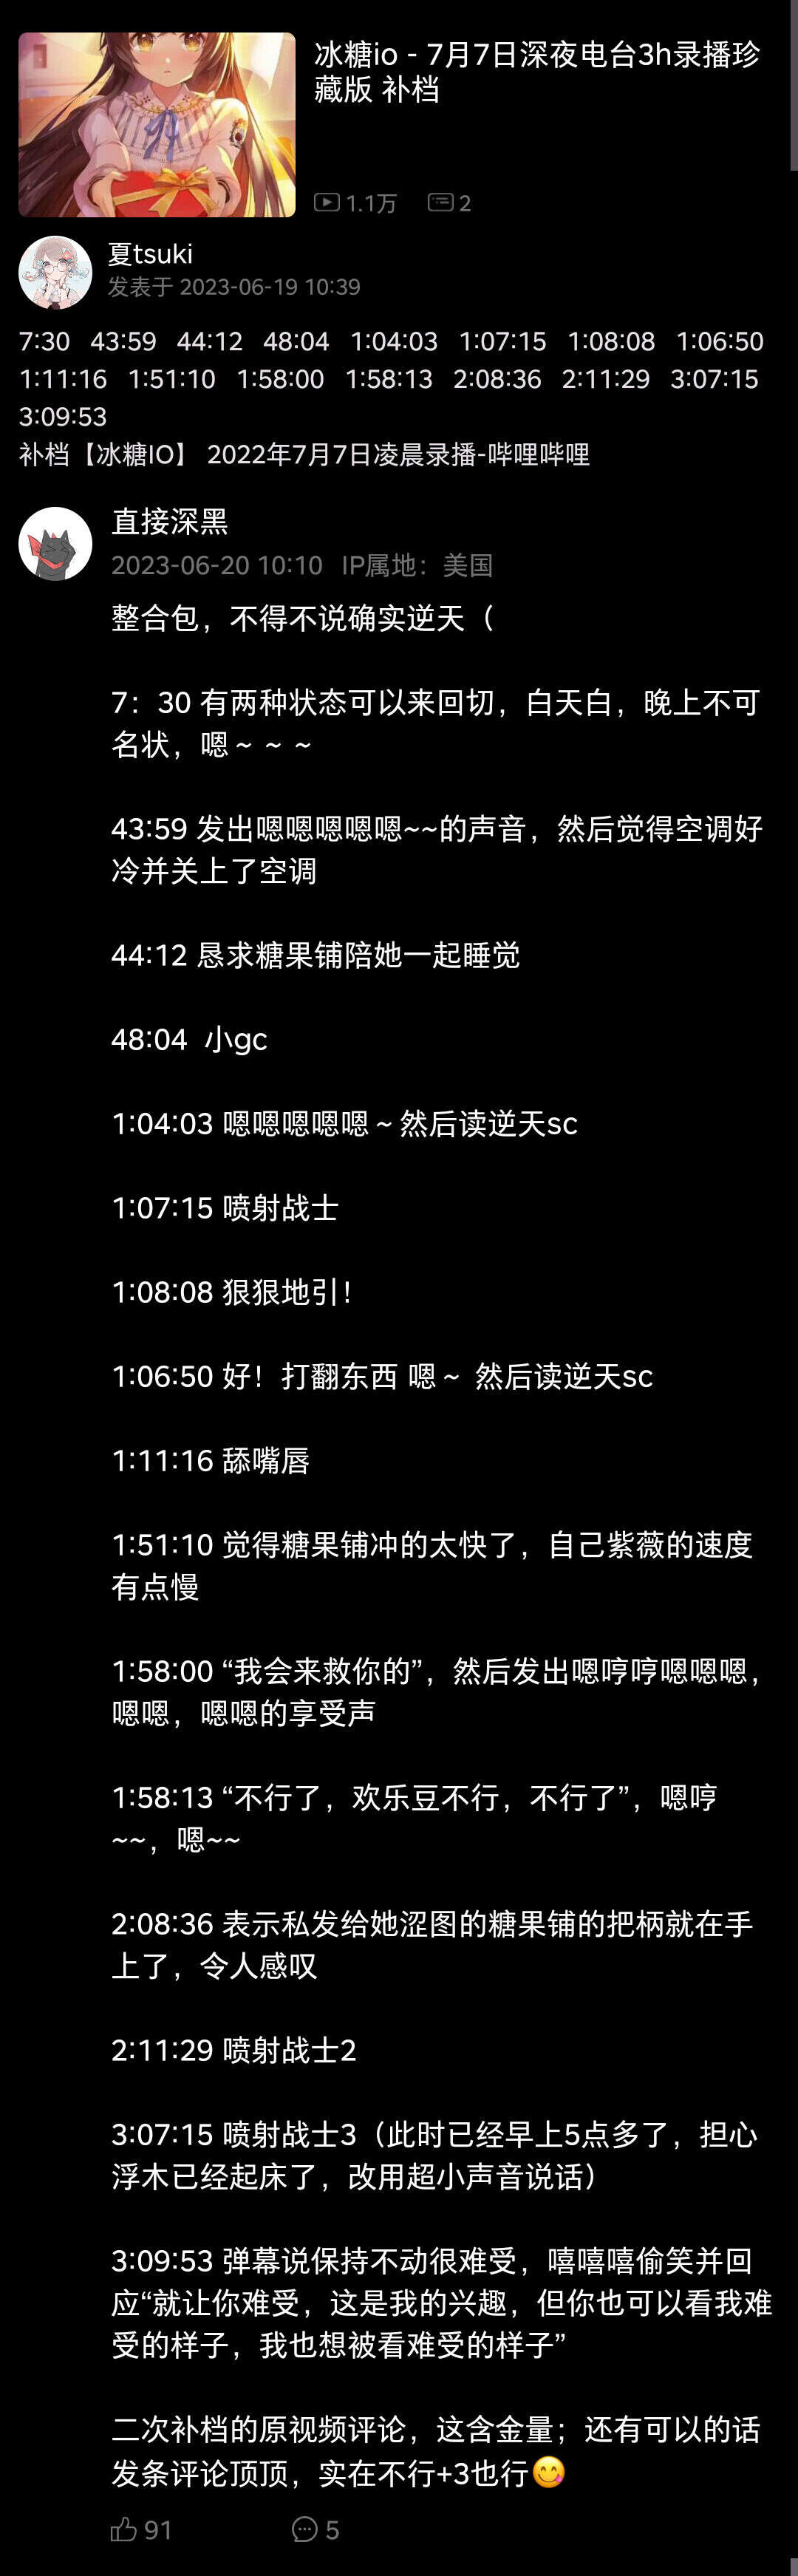 冰糖io - 7月7日深夜电台3h录播珍
藏版 补档
1.1万 2
夏tsuki
发表于 2023-06-19 10:39
7:30 43:59 44:12 48:04 1:04:03 1:07:15 1:08:08 1:06:50
1:11:16 1:51:10 1:58:00 1:58:13 2:08:36 2:11:29 3:07:15
3:09:53
补档【冰糖IO】 2022年7月7日凌晨录播-哔哩哔哩
直接深黑
2023-06-20 10:10 IP属地：美国
整合包，不得不说确实逆天（
7：30 有两种状态可以来回切，白天白，晚上不可
名状，嗯～～～
43:59 发出嗯嗯嗯嗯嗯~~的声音，然后觉得空调好
冷并关上了空调
44:12 恳求糖果铺陪她一起睡觉
48:04 小gc
1:04:03 嗯嗯嗯嗯嗯～然后读逆天sc
1:07:15 喷射战士
1:08:08 狠狠地引！
1:06:50 好！打翻东西 嗯～ 然后读逆天sc
1:11:16 舔嘴唇
1:51:10 觉得糖果铺冲的太快了，自己紫薇的速度
有点慢
1:58:00 “我会来救你的”，然后发出嗯哼哼嗯嗯嗯，
嗯嗯，嗯嗯的享受声
1:58:13 “不行了，欢乐豆不行，不行了”，嗯哼
~~，嗯~~
2:08:36 表示私发给她涩图的糖果铺的把柄就在手
上了，令人感叹
2:11:29 喷射战士2
3:07:15 喷射战士3（此时已经早上5点多了，担心
浮木已经起床了，改用超小声音说话）
3:09:53 弹幕说保持不动很难受，嘻嘻嘻偷笑并回
应“就让你难受，这是我的兴趣，但你也可以看我难
受的样子，我也想被看难受的样子”
二次补档的原视频评论，这含金量；还有可以的话
发条评论顶顶，实在不行+3也行😋
91 5